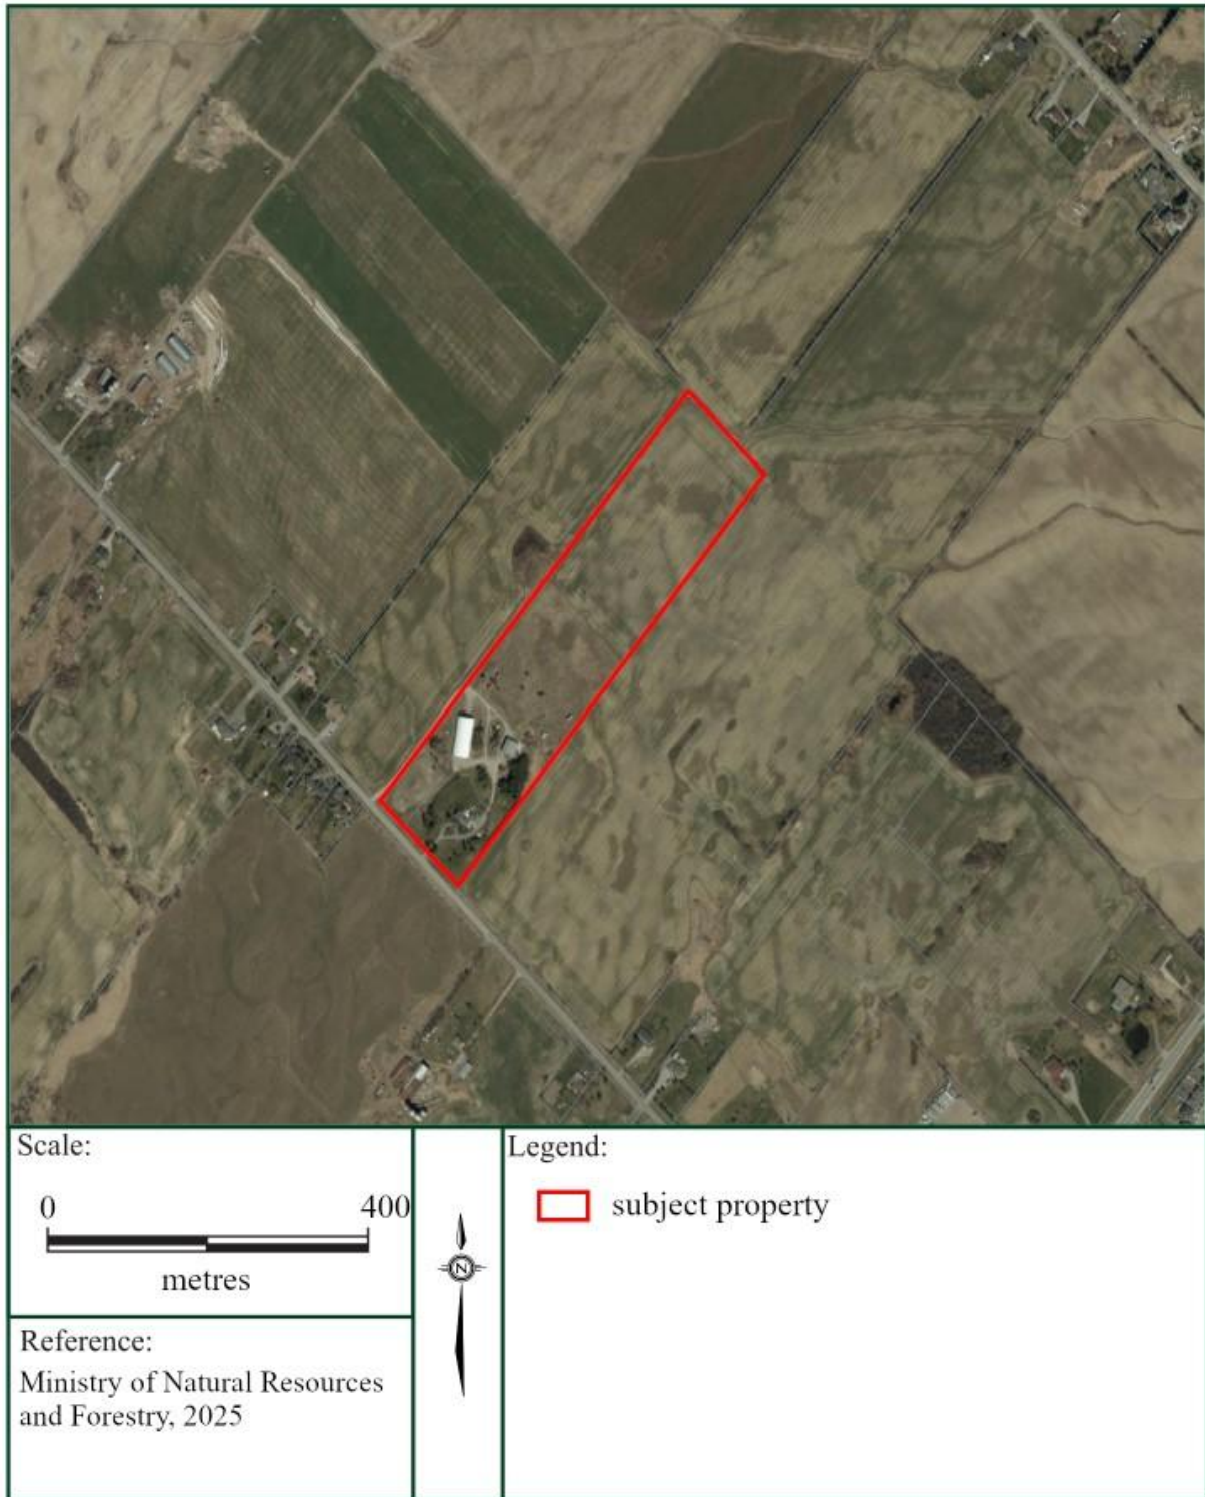 Scale:
0 400
metres
Reference:
Ministry of Natural Resources
and Forestry, 2025
N
Legend:
subject property